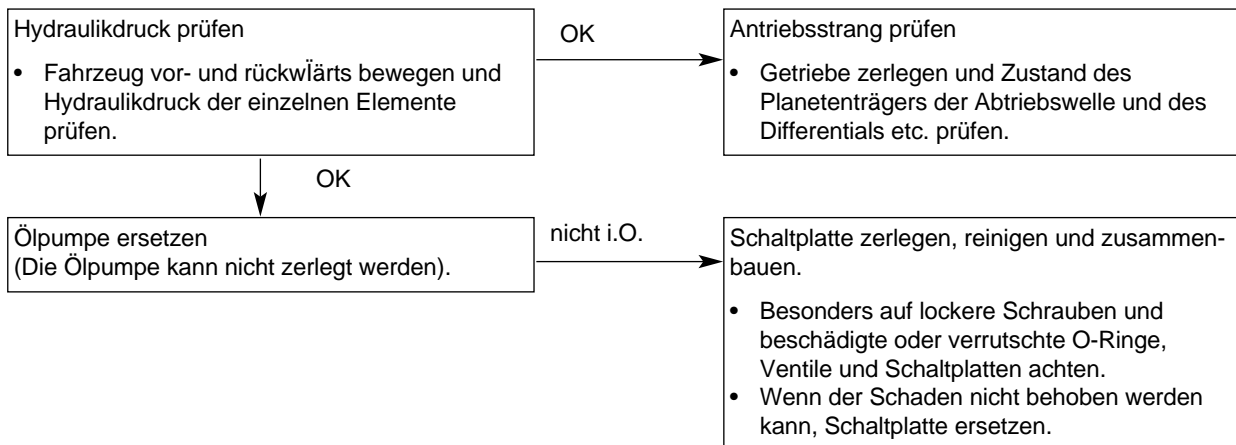 Hydraulikdruck prüfen
• Fahrzeug vor- und rückwÏärts bewegen und
Hydraulikdruck der einzelnen Elemente
prüfen.
OK
Antriebsstrang prüfen
• Getriebe zerlegen und Zustand des
Planetenträgers der Abtriebswelle und des
Differentials etc. prüfen.
OK
Ölpumpe ersetzen
(Die Ölpumpe kann nicht zerlegt werden).
nicht i.O.
Schaltplatte zerlegen, reinigen und zusammen-
bauen.
• Besonders auf lockere Schrauben und
beschädigte oder verrutschte O-Ringe,
Ventile und Schaltplatten achten.
• Wenn der Schaden nicht behoben werden
kann, Schaltplatte ersetzen.